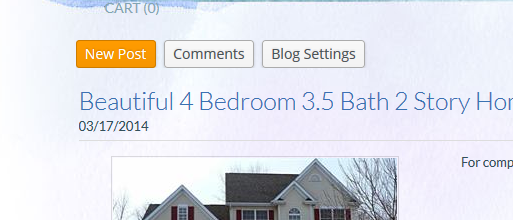 CART (0)
New Post Comments Blog Settings
Beautiful 4 Bedroom 3.5 Bath 2 Story
03/17/2014
For